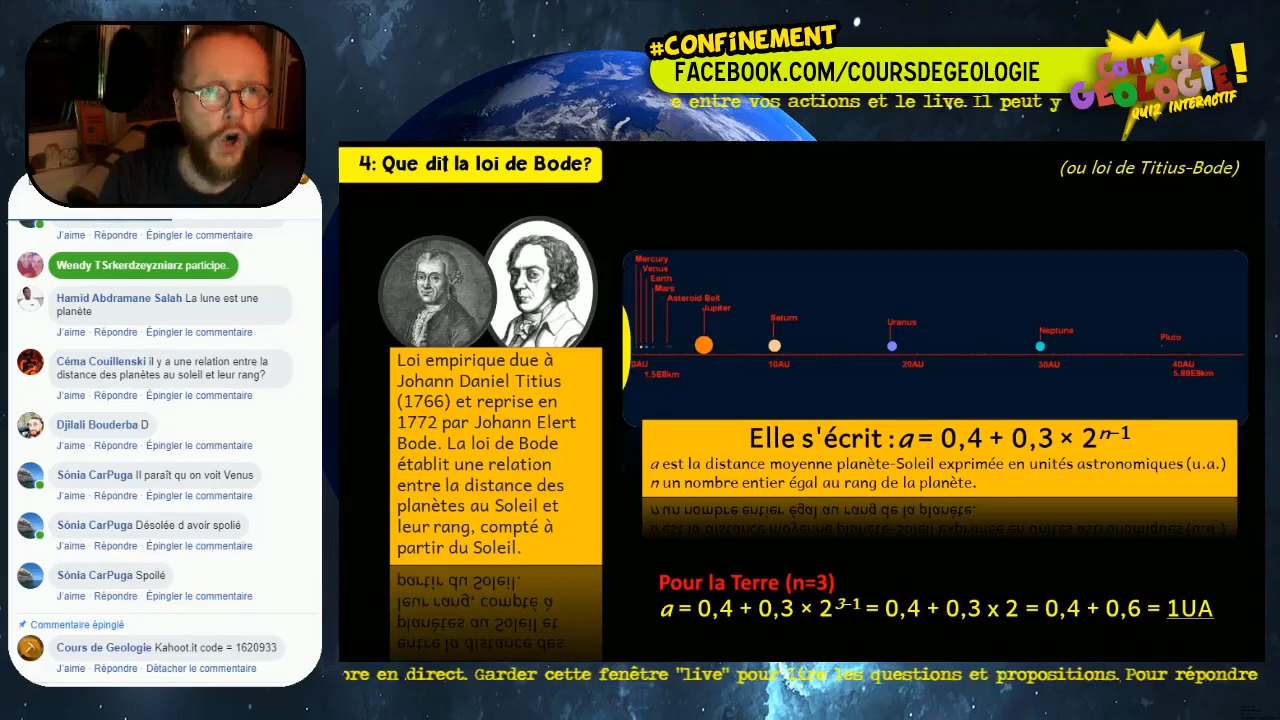 #CONFINEMENT
FACEBOOK.COM/COURSDEGEOLOGIE
Cours de
GEOLOGIE!
QUIZ INTERACTIF
e entre vos actions et le live. Il peut y
4: Que dit la loi de Bode?
(ou loi de Titius-Bode)
J'aime · Répondre · Épingler le commentaire
Wendy TSrkerdzeyzniarz participe.
Hamid Abdramane Salah La lune est une
planète
J'aime · Répondre · Épingler le commentaire
Céma Couillenski il y a une relation entre la
distance des planètes au soleil et leur rang?
J'aime · Répondre · Épingler le commentaire
Djilali Bouderba D
J'aime · Répondre · Épingler le commentaire
Sónia CarPuga Il paraît qu on voit Venus
J'aime · Répondre · Épingler le commentaire
Sónia CarPuga Désolée d avoir spolié
J'aime · Répondre · Épingler le commentaire
Sónia CarPuga Spoilé
J'aime · Répondre · Épingler le commentaire
Commentaire épinglé
Cours de Geologie Kahoot.it code = 1620933
J'aime · Répondre · Détacher le commentaire
Loi empirique due à
Johann Daniel Titius
(1766) et reprise en
1772 par Johann Elert
Bode. La loi de Bode
établit une relation
entre la distance des
planètes au Soleil et
leur rang, compté à
partir du Soleil.
Mercury
Venus
Earth
Mars
Asteroid Belt
Jupiter
Saturn
Uranus
Neptune
Pluto
0AU 10AU 20AU 30AU 40AU
1.5E8km 5.89E9km
Elle s'écrit : a = 0,4 + 0,3 × 2ⁿ⁻¹
a est la distance moyenne planète-Soleil exprimée en unités astronomiques (u.a.)
n un nombre entier égal au rang de la planète.
Pour la Terre (n=3)
a = 0,4 + 0,3 × 2³⁻¹ = 0,4 + 0,3 x 2 = 0,4 + 0,6 = 1UA
re en direct. Garder cette fenêtre "live" pour lire les questions et propositions. Pour répondre